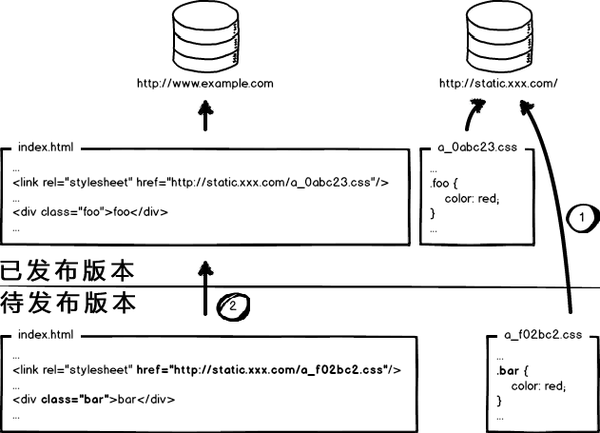 http://www.example.com
http://static.xxx.com/
index.html
...
<link rel="stylesheet" href="http://static.xxx.com/a_0abc23.css"/>
...
<div class="foo">foo</div>
...
a_0abc23.css
...
.foo {
color: red;
}
...
1
已发布版本
待发布版本
2
index.html
...
<link rel="stylesheet" href="http://static.xxx.com/a_f02bc2.css"/>
...
<div class="bar">bar</div>
...
a_f02bc2.css
...
.bar {
color: red;
}
...